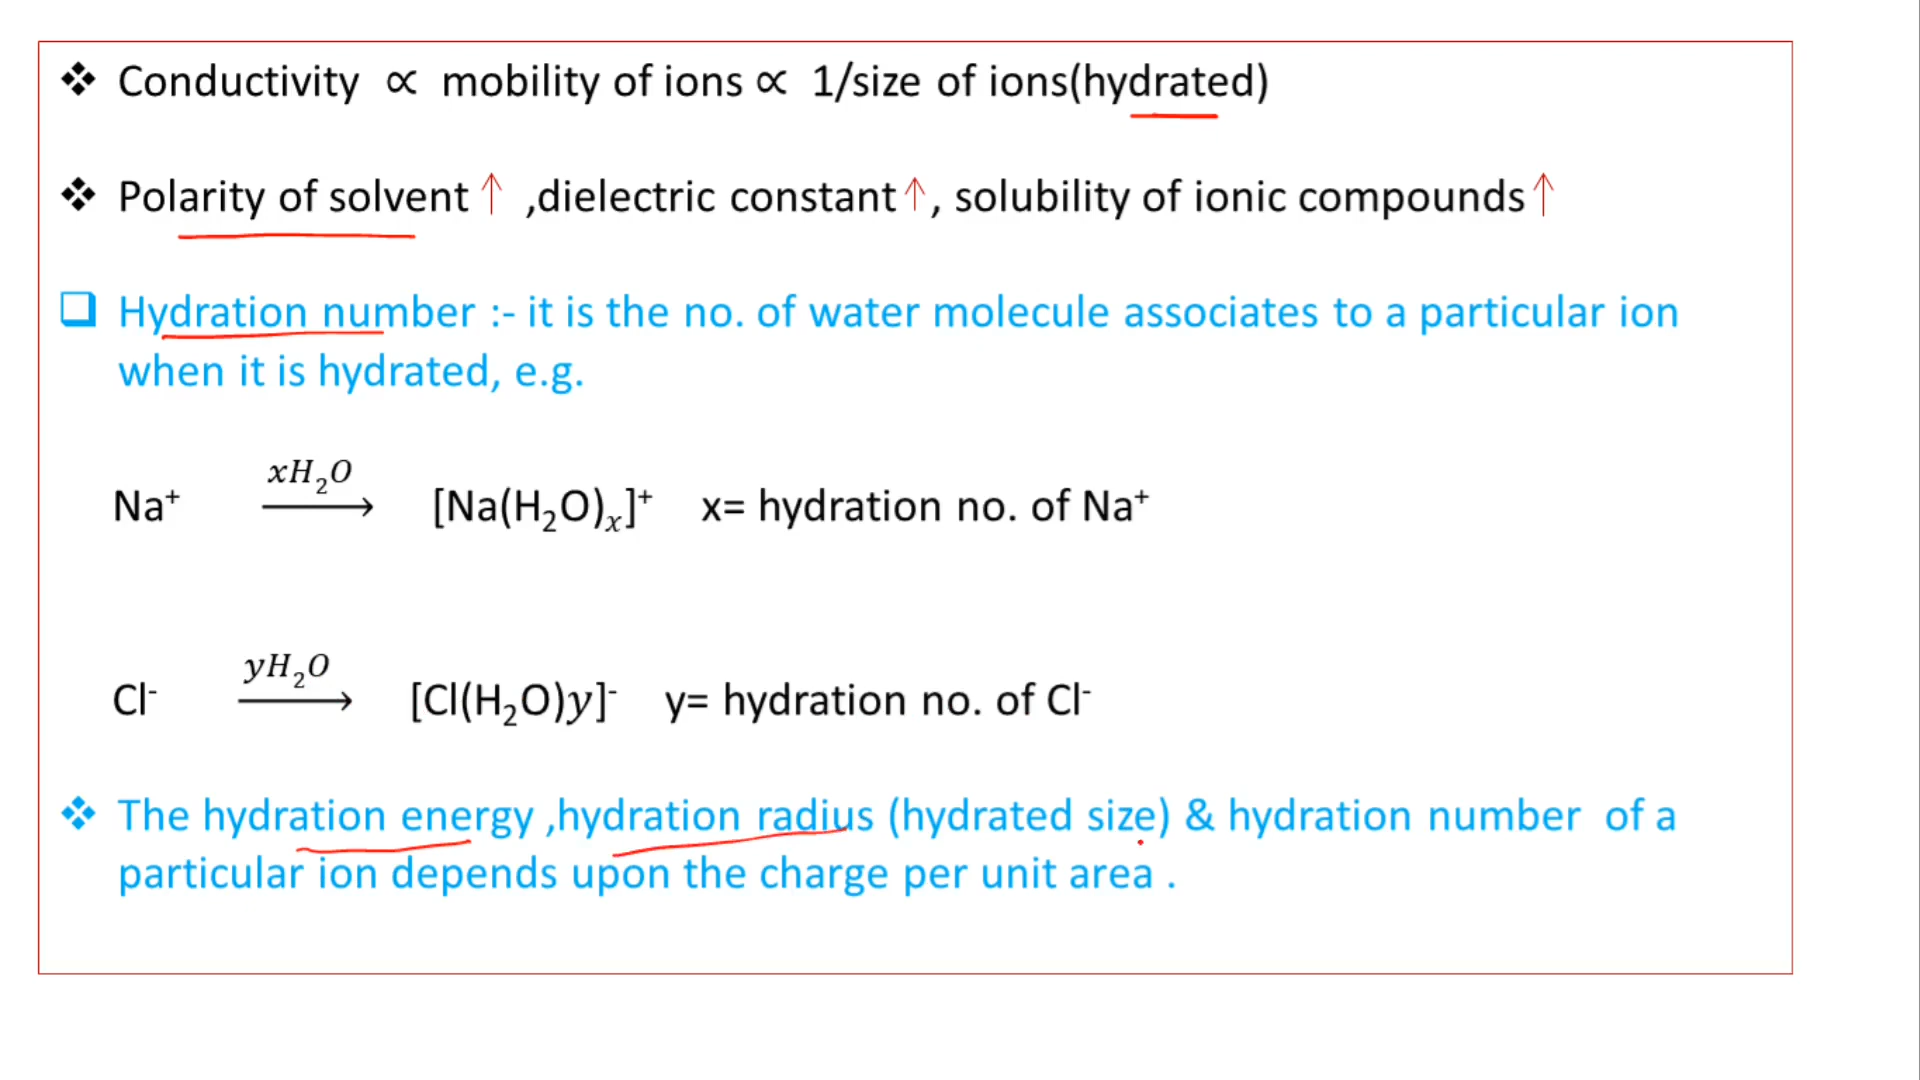 ❖ Conductivity ∝ mobility of ions ∝ 1/size of ions(hydrated)
❖ Polarity of solvent↑ ,dielectric constant↑, solubility of ionic compounds↑
❑ Hydration number :- it is the no. of water molecule associates to a particular ion
when it is hydrated, e.g.
xH₂O
Na⁺ ⟶ [Na(H₂O)ₓ]⁺ x= hydration no. of Na⁺
yH₂O
Cl⁻ ⟶ [Cl(H₂O)y]⁻ y= hydration no. of Cl⁻
❖ The hydration energy ,hydration radius (hydrated size) & hydration number of a
particular ion depends upon the charge per unit area .